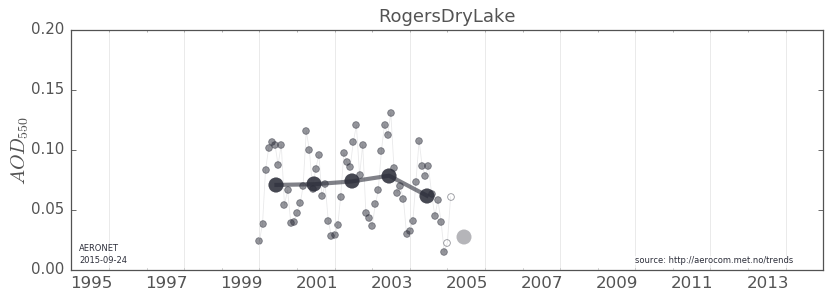 RogersDryLake
0.20
0.15
0.10
0.05
0.00
AOD550
AERONET
2015-09-24
source: http://aerocom.met.no/trends
1995 1997 1999 2001 2003 2005 2007 2009 2011 2013